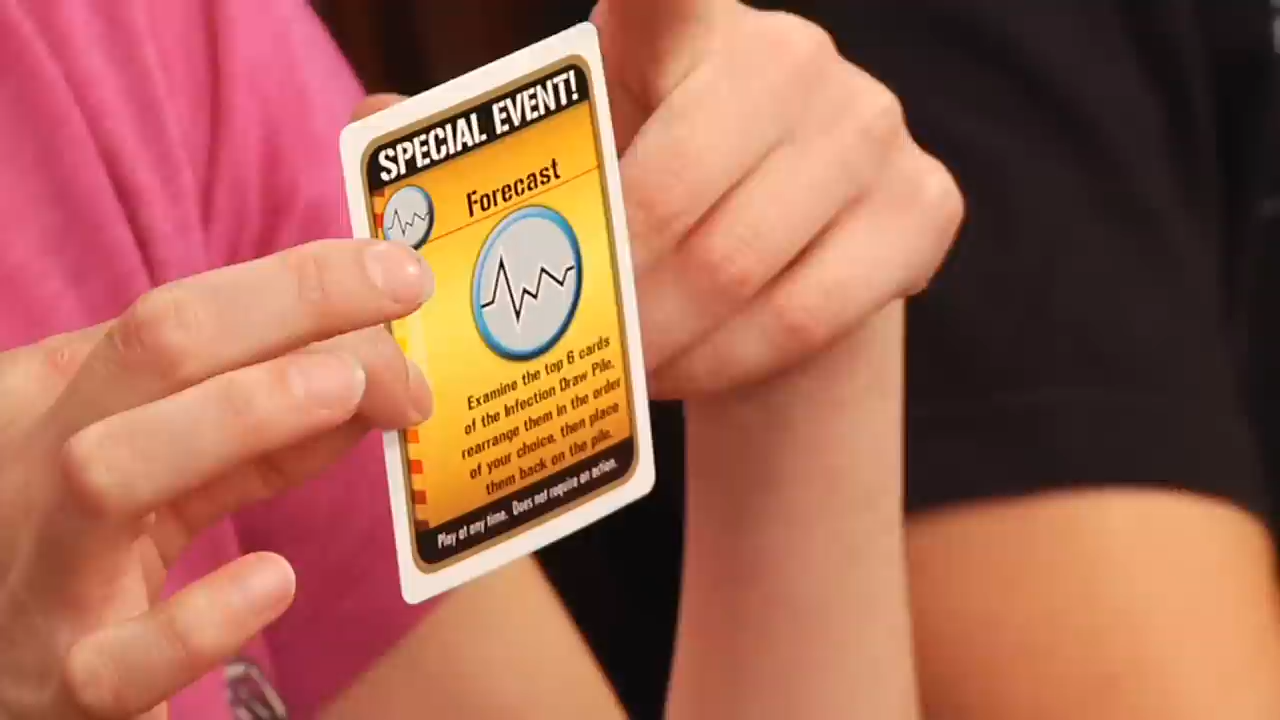 SPECIAL EVENT!
Forecast
Examine the top 6 cards
of the Infection Draw Pile,
rearrange them in the order
of your choice, then place
them back on the pile.
Play at any time. Does not require an action.